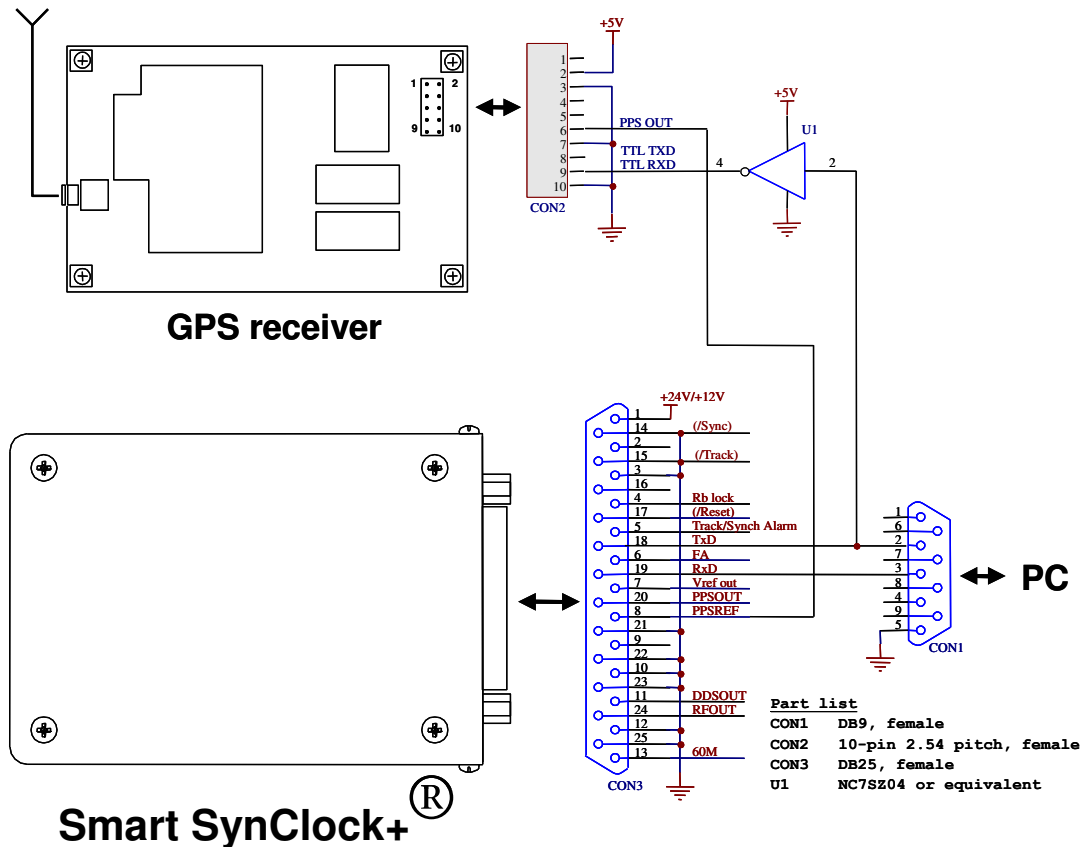 +5V
1
2
3
4
5
6
7
8
9
10
1 2
9 10
PPS OUT
TTL TXD
TTL RXD
CON2
+5V
U1
4
2
GPS receiver
+24V/+12V
1
14 (/Sync)
2
15 (/Track)
3
16
4 Rb lock
17 (/Reset)
5 Track/Synch Alarm
18 TxD
6 FA
19 RxD
7 Vref out
20 PPSOUT
8 PPSREF
21
9
22
10
23
11 DDSOUT
24 RFOUT
12
25
13 60M
CON3
1
6
2
7
3
8
4
9
5
CON1
PC
Part list
CON1 DB9, female
CON2 10-pin 2.54 pitch, female
CON3 DB25, female
U1 NC7SZ04 or equivalent
Smart SynClock+®